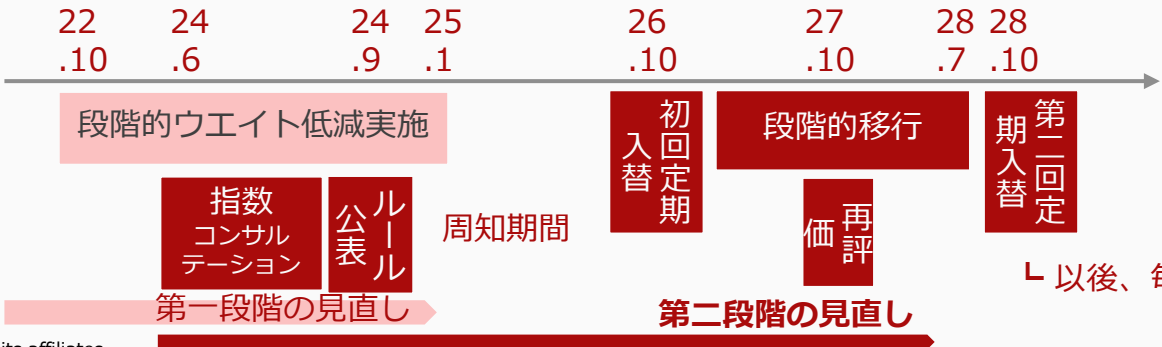 22 24 24 25 26 27 28 28
.10 .6 .9 .1 .10 .10 .7 .10
段階的ウエイト低減実施
初回定期
入替
段階的移行
第二回定
期入替
指数
コンサル
テーション
ルール
公表
周知期間
再評
価
┗ 以後、毎
第一段階の見直し
第二段階の見直し
its affiliates